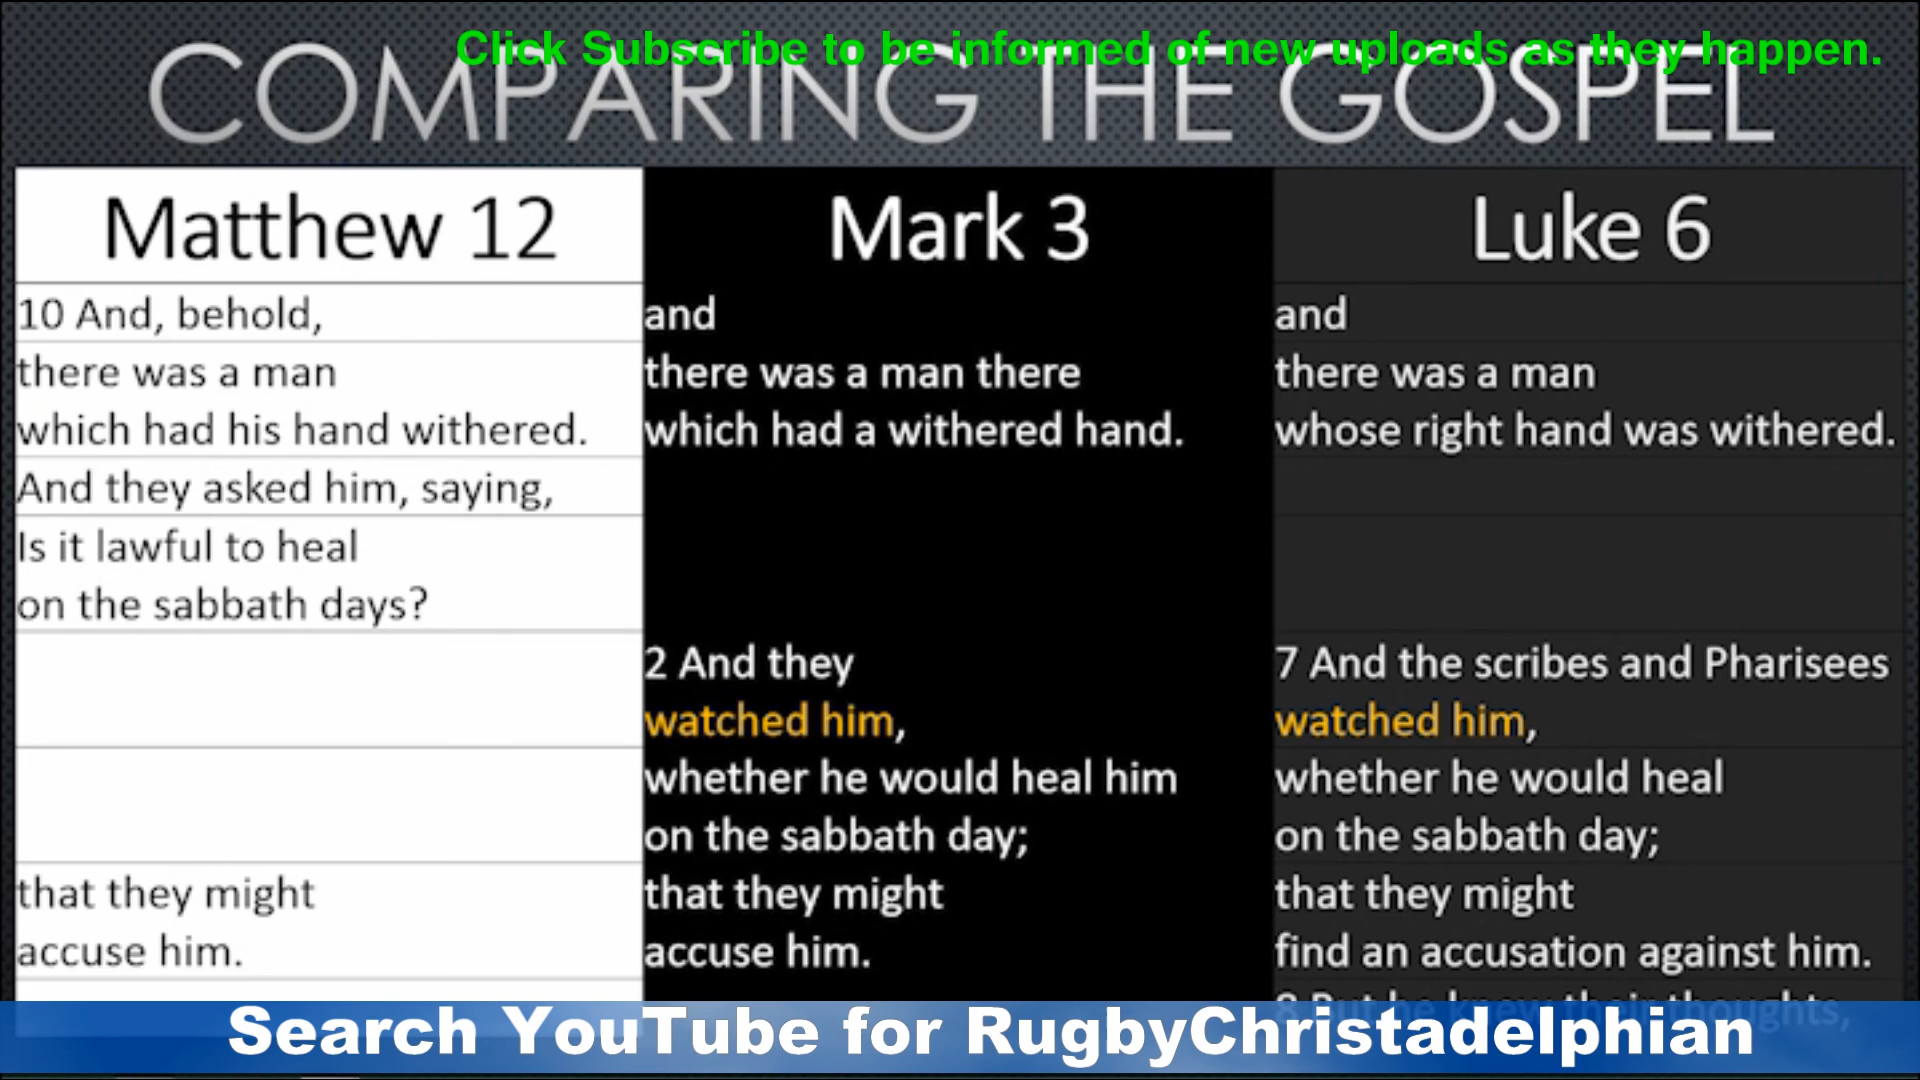 Click Subscribe to be informed of new uploads as they happen.
COMPARING THE GOSPEL
Matthew 12
10 And, behold,
there was a man
which had his hand withered.
And they asked him, saying,
Is it lawful to heal
on the sabbath days?
that they might
accuse him.
Mark 3
and
there was a man there
which had a withered hand.
2 And they
watched him,
whether he would heal him
on the sabbath day;
that they might
accuse him.
Luke 6
and
there was a man
whose right hand was withered.
7 And the scribes and Pharisees
watched him,
whether he would heal
on the sabbath day;
that they might
find an accusation against him.
8 But he knew their thoughts,
Search YouTube for RugbyChristadelphian